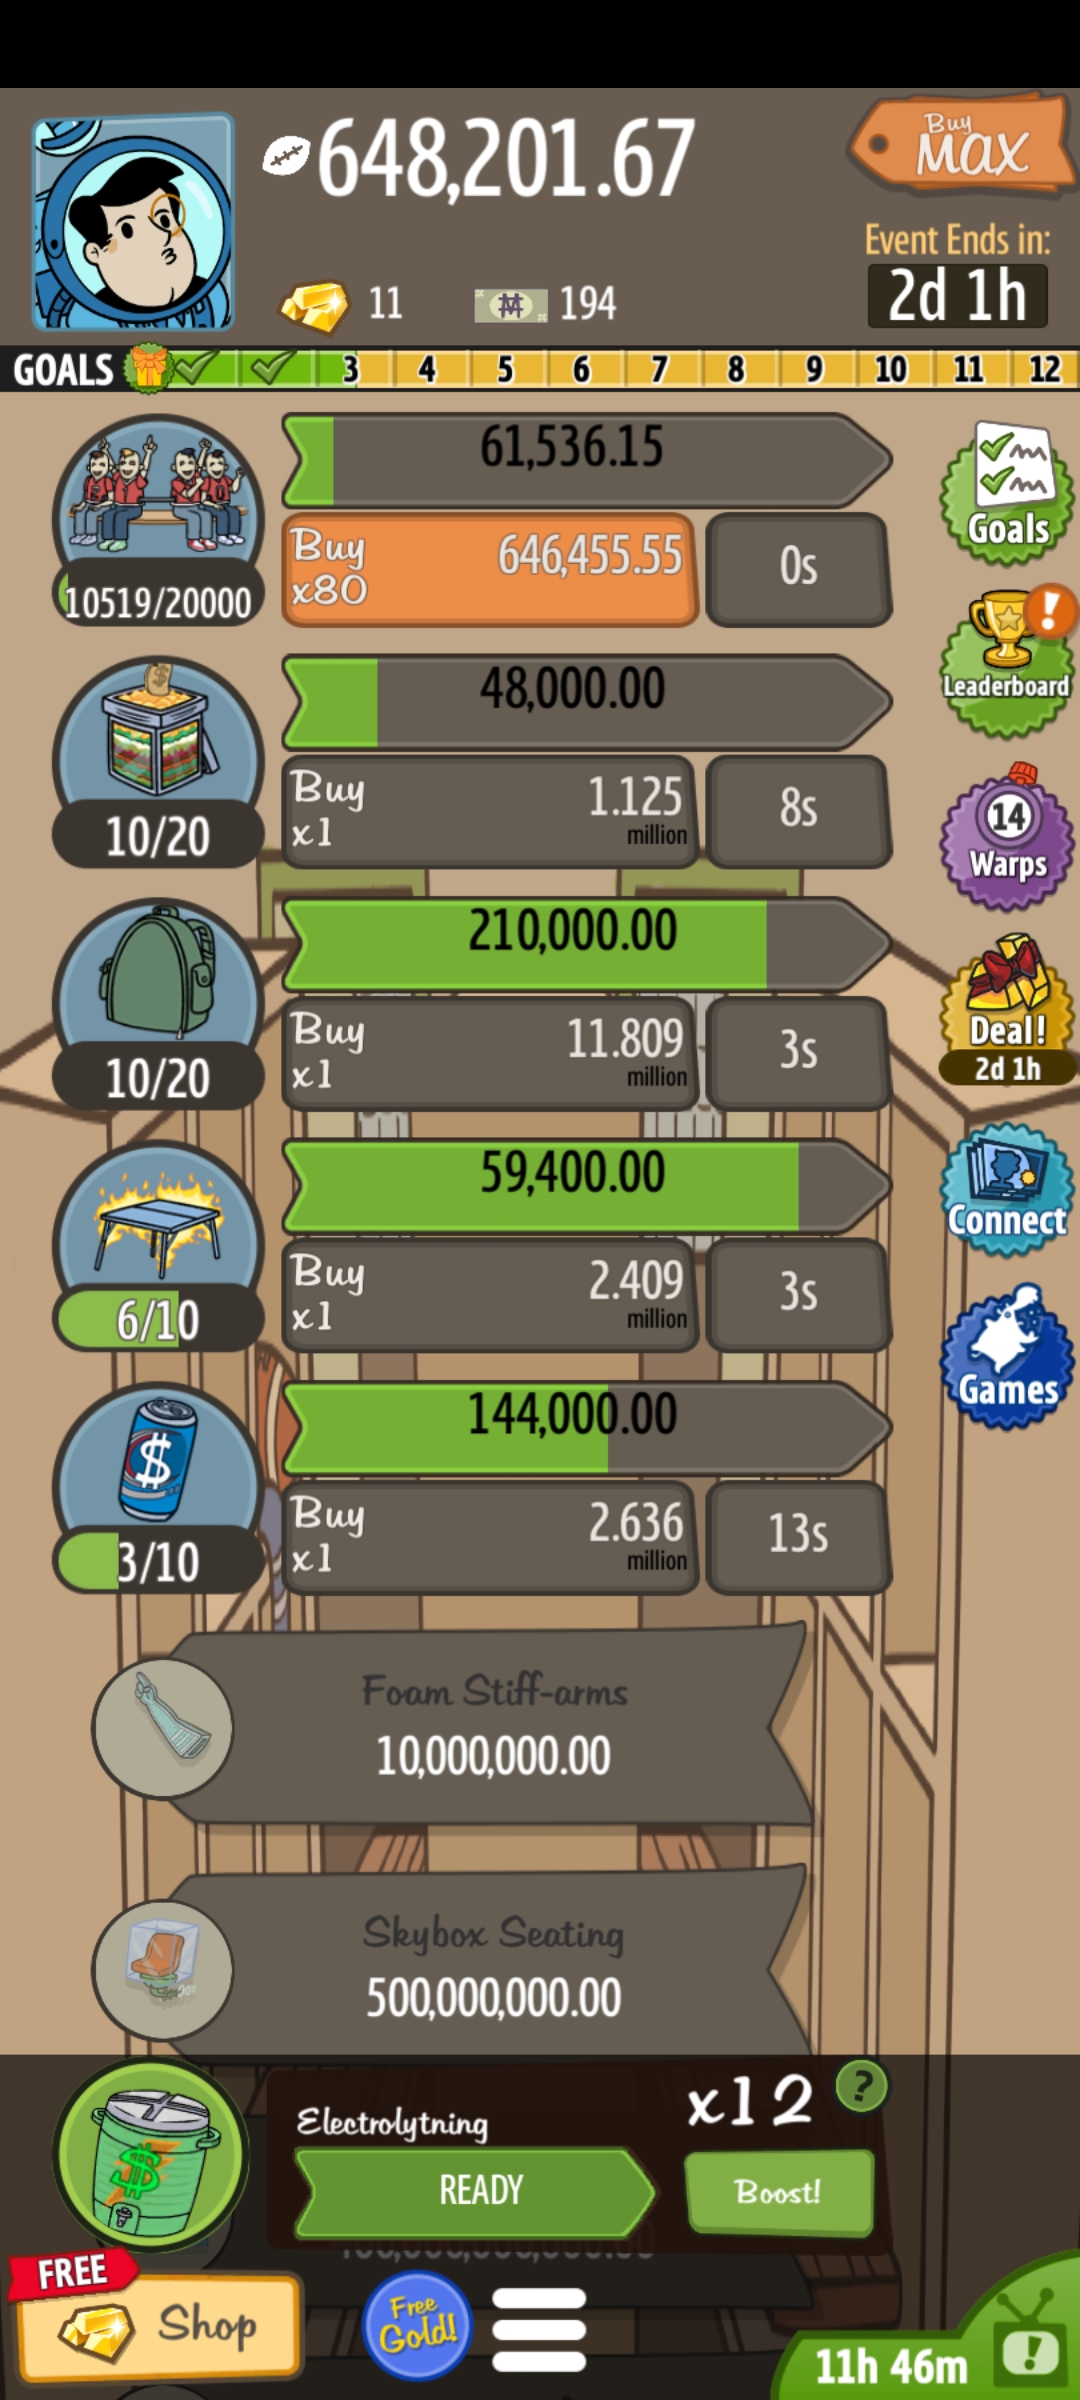 648,201.67
Buy
MAX
Event Ends in:
2d 1h
11
194
GOALS 3 4 5 6 7 8 9 10 11 12
61,536.15
Buy
x80
646,455.55
0s
10519/20000
Goals
48,000.00
Leaderboard
Buy
x1
1.125
million
8s
10/20
14
Warps
210,000.00
Buy
x1
11.809
million
3s
10/20
Deal!
2d 1h
59,400.00
Buy
x1
2.409
million
3s
6/10
Connect
144,000.00
Buy
x1
2.636
million
13s
3/10
Games
Foam Stiff-arms
10,000,000.00
Skybox Seating
500,000,000.00
Electrolytning
x12
?
READY
Boost!
FREE
Shop
Free
Gold!
11h 46m